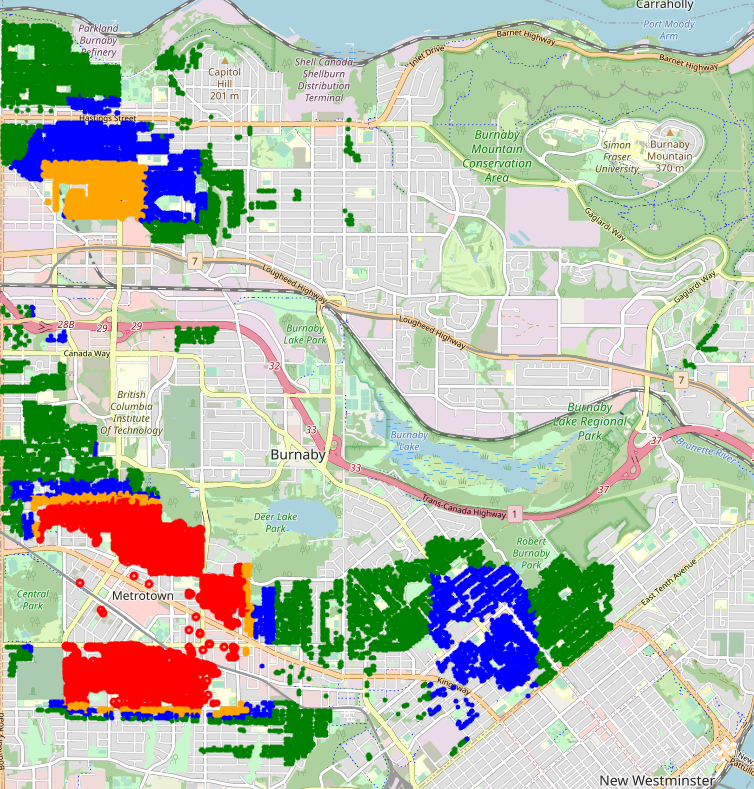 Carraholly
Port Moody
Arm
Parkland
Burnaby
Refinery
Barnet Highway
Inlet Drive
Barnet Highway
Shell Canada
Shellburn
Distribution
Terminal
Capitol
Hill
201 m
Hastings Street
Burnaby
Mountain
Conservation
Area
Simon
Fraser
University
Burnaby
Mountain
370 m
Gaglardi Way
7
Lougheed Highway
Gaglardi Way
28B
29
29
Burnaby
Lake Park
Lougheed Highway
Canada Way
32
7
British
Columbia
Institute
Of Technology
33
Burnaby
Lake
Burnaby
Lake Regional
Park
37
Brunette River
Burnaby
33
37
Trans-Canada Highway
1
Deer Lake
Park
Robert
Burnaby
Park
East Tenth Avenue
Central
Park
Metrotown
Kingsway
Boundary Road
New Westminster